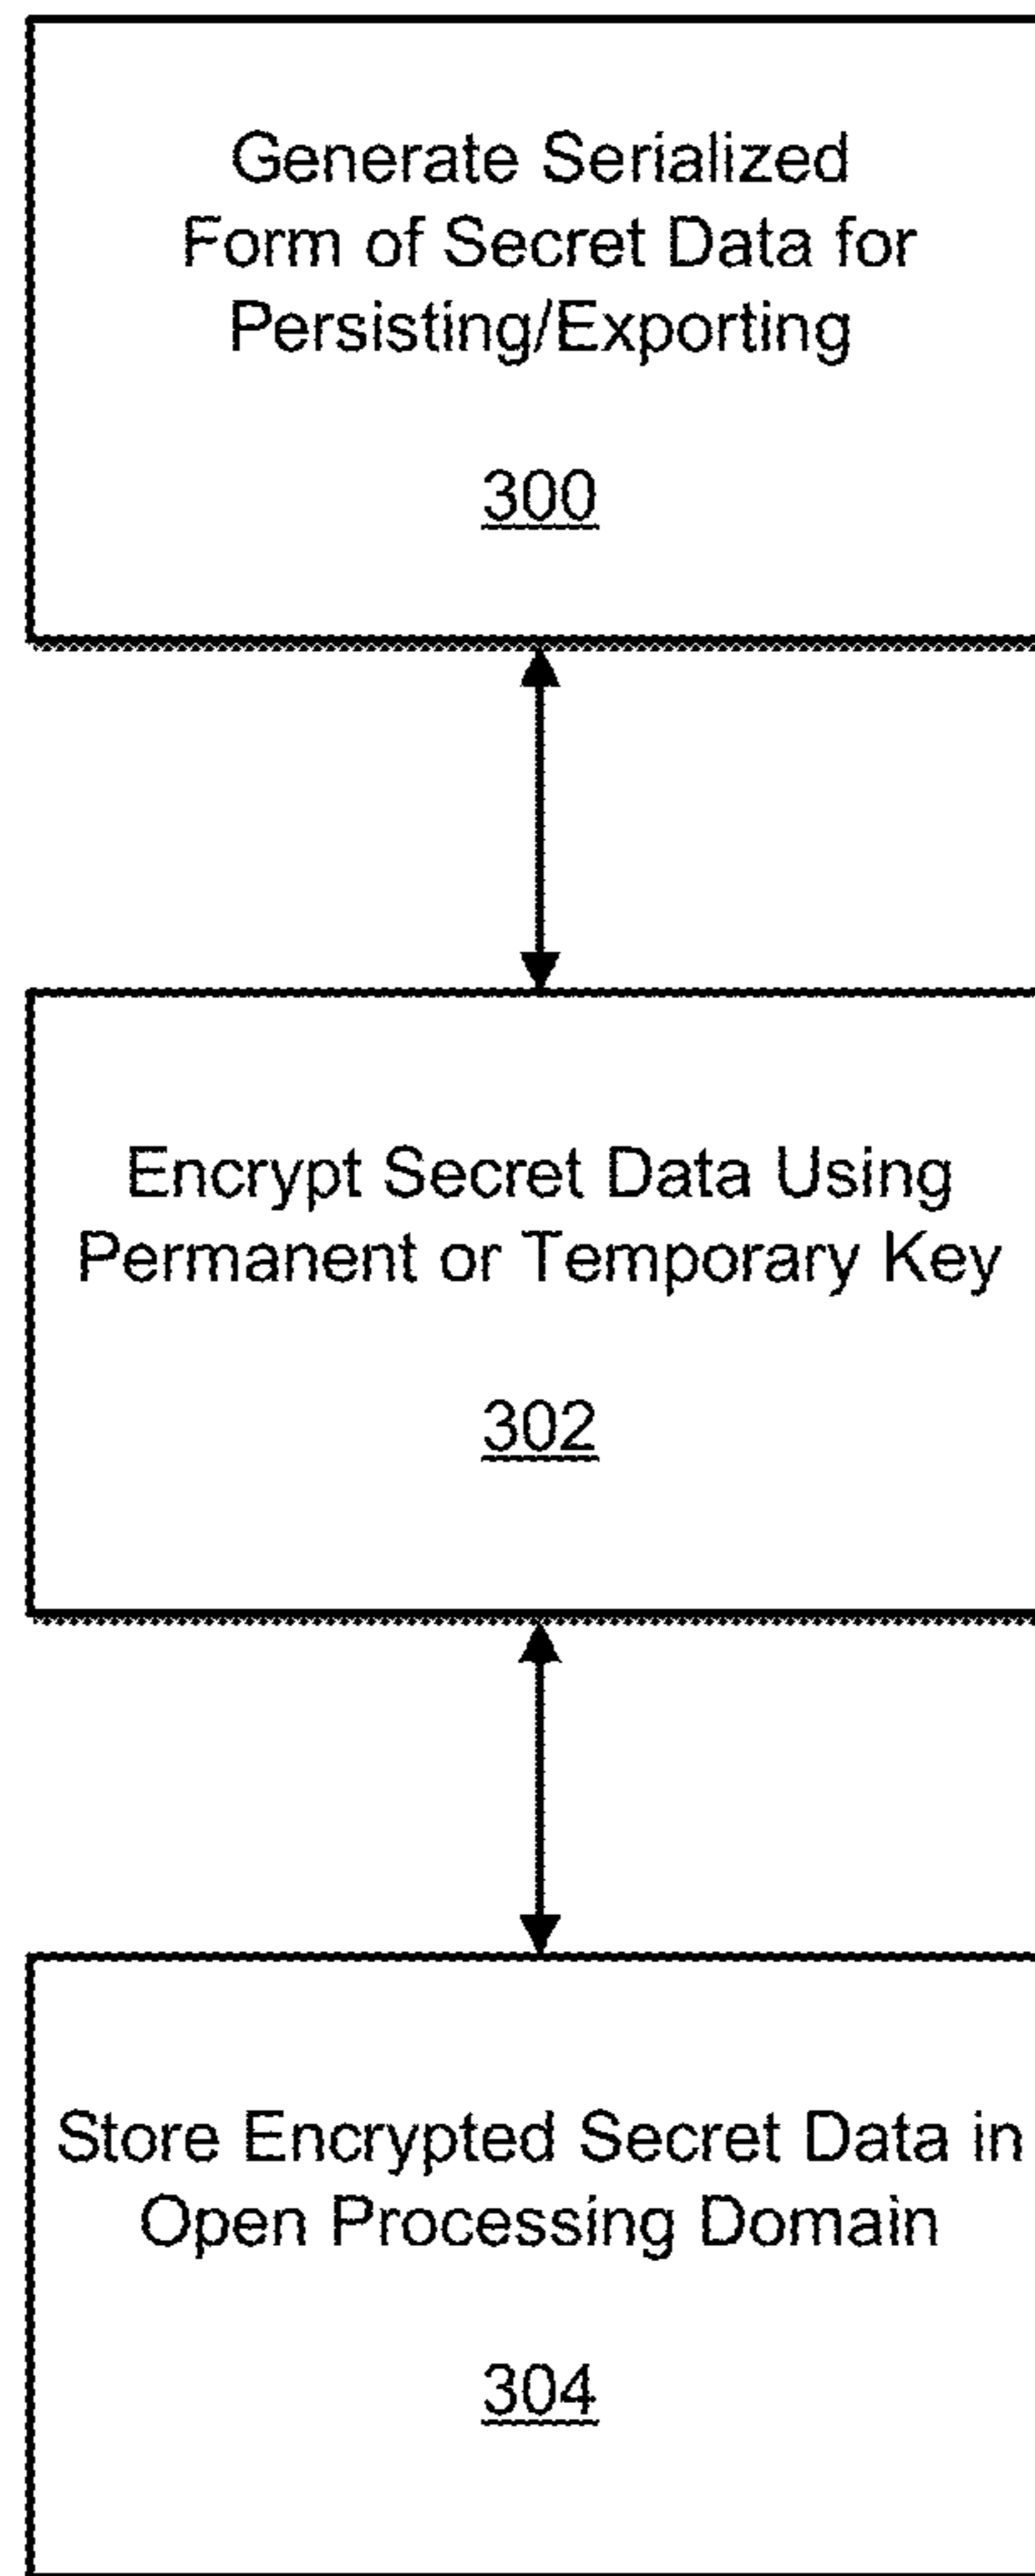 Generate Serialized
Form of Secret Data for
Persisting/Exporting
300
Encrypt Secret Data Using
Permanent or Temporary Key
302
Store Encrypted Secret Data in
Open Processing Domain
304